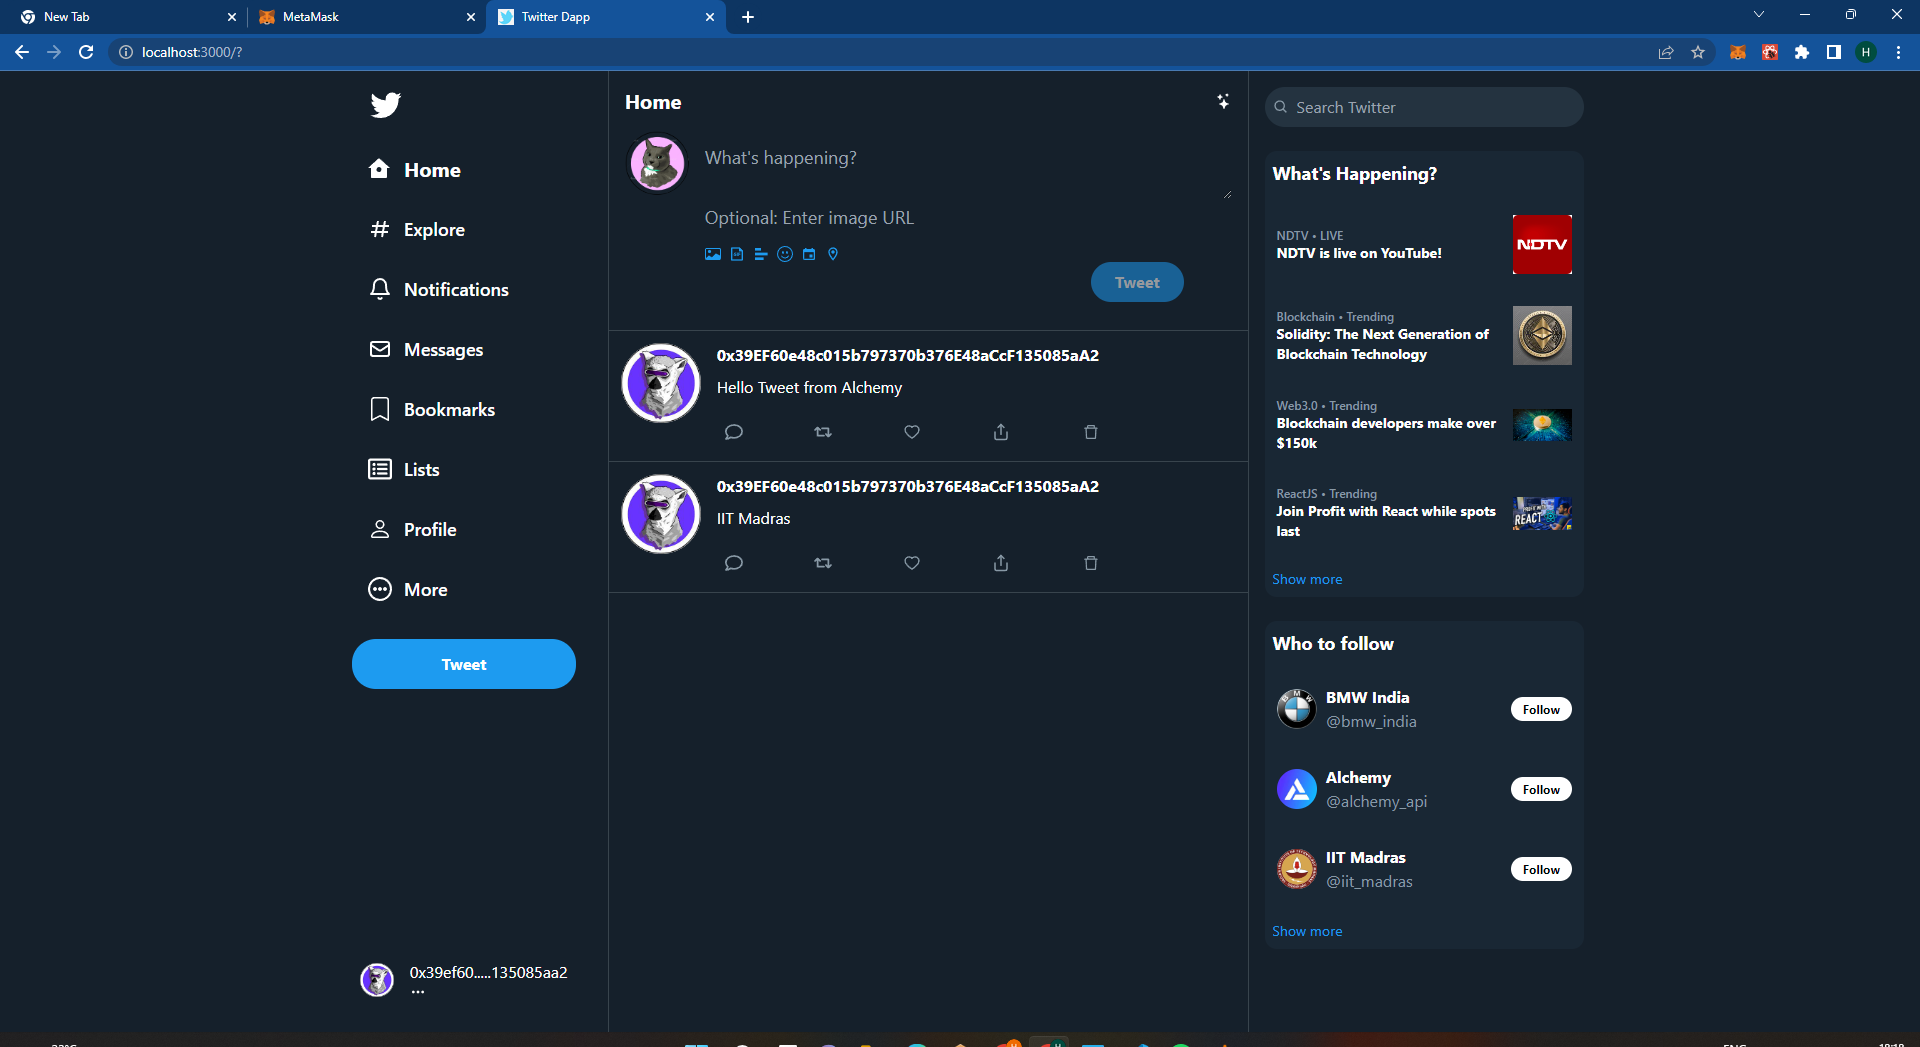 New Tab
MetaMask
Twitter Dapp
localhost:3000/?
H
Home
Explore
Notifications
Messages
Bookmarks
Lists
Profile
More
Tweet
0x39ef60.....135085aa2
...
Home
What's happening?
Optional: Enter image URL
GIF
Tweet
0x39EF60e48c015b797370b376E48aCcF135085aA2
Hello Tweet from Alchemy
0x39EF60e48c015b797370b376E48aCcF135085aA2
IIT Madras
Search Twitter
What's Happening?
NDTV • LIVE
NDTV is live on YouTube!
NDTV
Blockchain • Trending
Solidity: The Next Generation of
Blockchain Technology
Web3.0 • Trending
Blockchain developers make over
$150k
ReactJS • Trending
Join Profit with React while spots
last
REACT
Show more
Who to follow
BMW India
@bmw_india
Follow
BMW
Alchemy
@alchemy_api
Follow
IIT Madras
@iit_madras
Follow
Show more